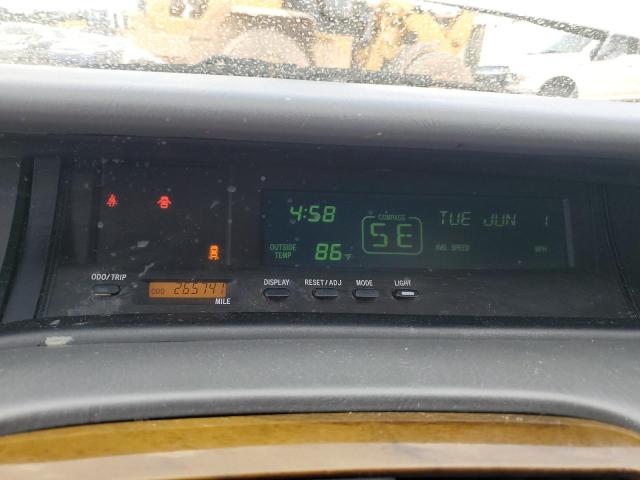 4:58
COMPASS
SE
TUE JUN 1
OUTSIDE
TEMP
86°F
AVG. SPEED
MPH
ODO/TRIP
ODO 265741
MILE
DISPLAY
RESET/ADJ
MODE
LIGHT